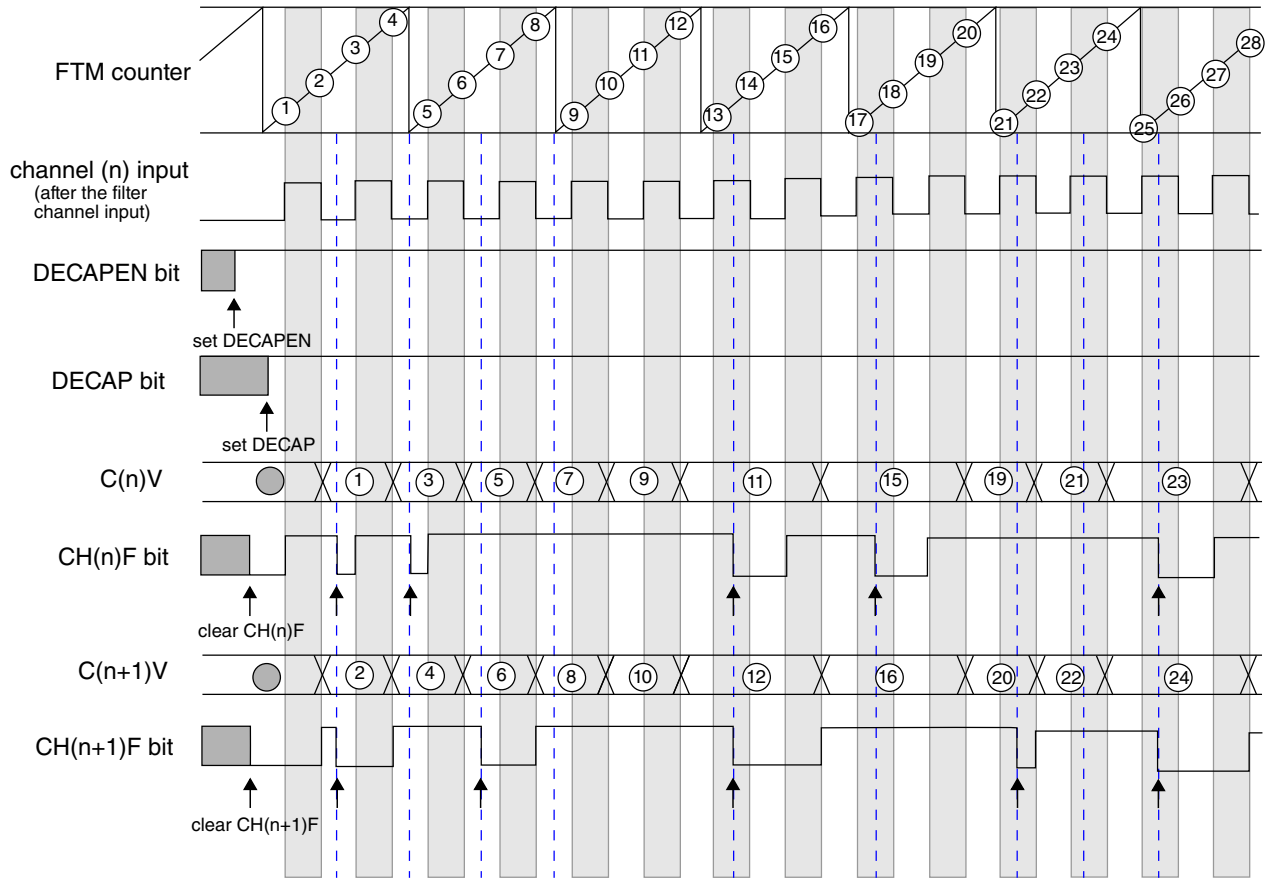 4 8 12 16 20 24 28
3 7 11 15 19 23 27
2 6 10 14 18 22 26
1 5 9 13 17 21 25
FTM counter
channel (n) input
(after the filter
channel input)
DECAPEN bit
set DECAPEN
DECAP bit
set DECAP
C(n)V 1 3 5 7 9 11 15 19 21 23
CH(n)F bit
clear CH(n)F
C(n+1)V 2 4 6 8 10 12 16 20 22 24
CH(n+1)F bit
clear CH(n+1)F